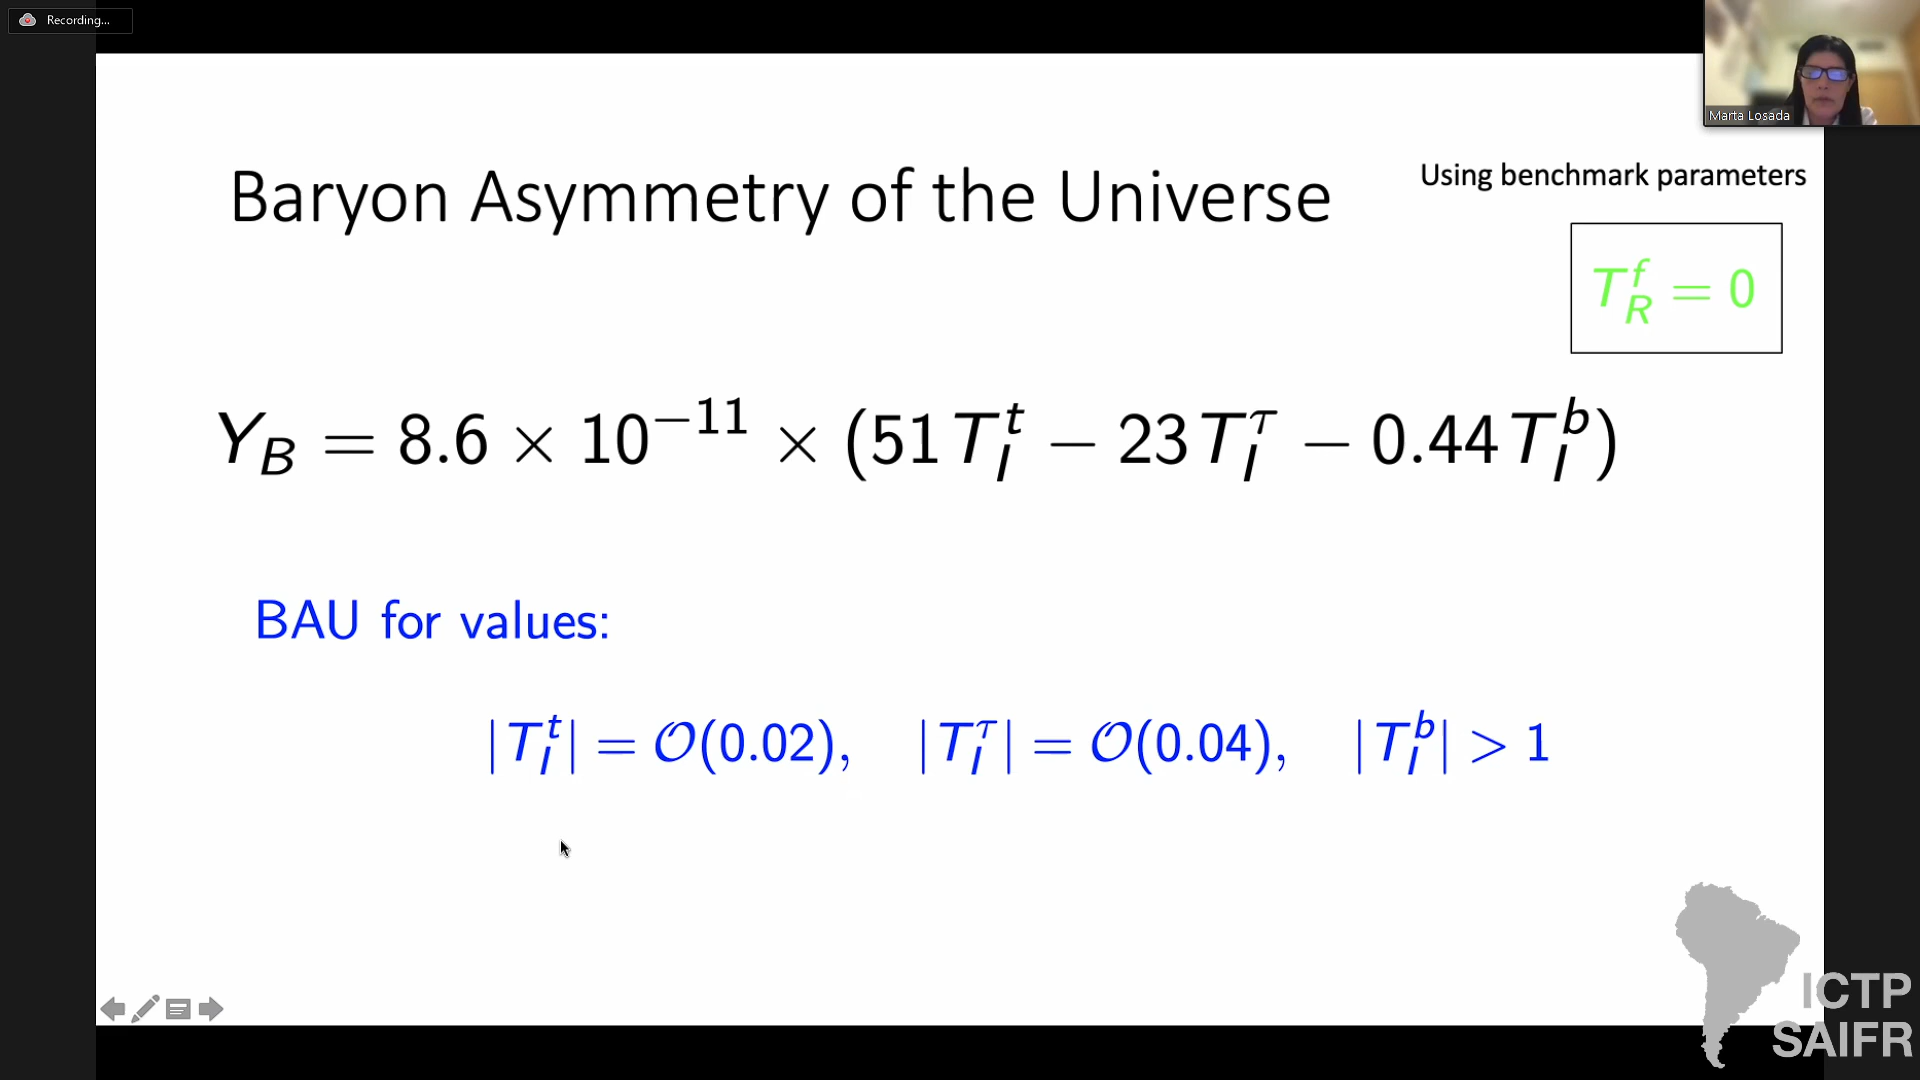 Recording...
Marta Losada
Baryon Asymmetry of the Universe
Using benchmark parameters
T_R^f = 0
Y_B = 8.6 × 10^{−11} × (51 T_I^t − 23 T_I^τ − 0.44 T_I^b)
BAU for values:
|T_I^t| = 𝒪(0.02), |T_I^τ| = 𝒪(0.04), |T_I^b| > 1
ICTP
SAIFR